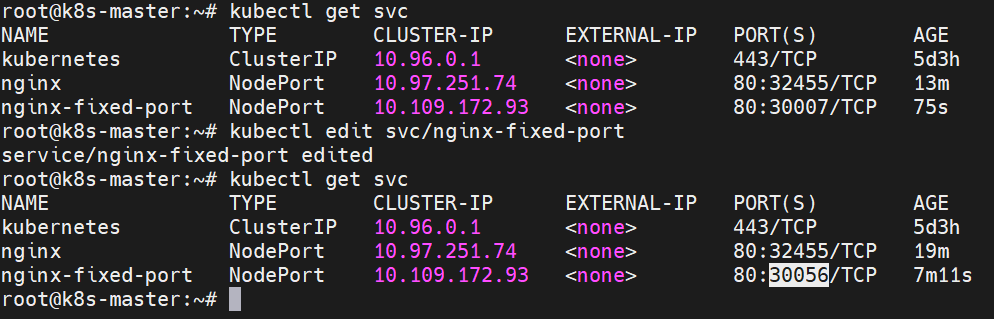 root@k8s-master:~# kubectl get svc
NAME TYPE CLUSTER-IP EXTERNAL-IP PORT(S) AGE
kubernetes ClusterIP 10.96.0.1 <none> 443/TCP 5d3h
nginx NodePort 10.97.251.74 <none> 80:32455/TCP 13m
nginx-fixed-port NodePort 10.109.172.93 <none> 80:30007/TCP 75s
root@k8s-master:~# kubectl edit svc/nginx-fixed-port
service/nginx-fixed-port edited
root@k8s-master:~# kubectl get svc
NAME TYPE CLUSTER-IP EXTERNAL-IP PORT(S) AGE
kubernetes ClusterIP 10.96.0.1 <none> 443/TCP 5d3h
nginx NodePort 10.97.251.74 <none> 80:32455/TCP 19m
nginx-fixed-port NodePort 10.109.172.93 <none> 80:30056/TCP 7m11s
root@k8s-master:~#